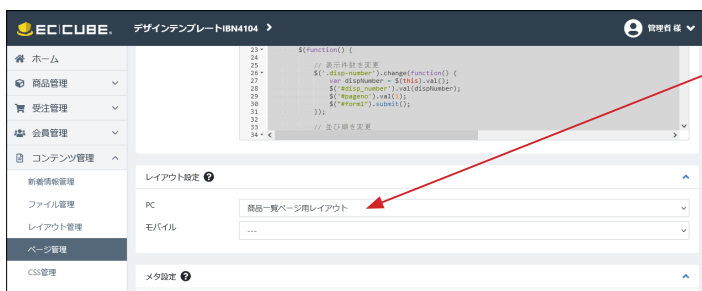 EC CUBE. デザインテンプレートIBN4104 管理者 様
ホーム
商品管理
受注管理
会員管理
コンテンツ管理
新着情報管理
ファイル管理
レイアウト管理
ページ管理
CSS管理
23 $(function() {
24
25 // 表示件数を変更
26 $('.disp-number').change(function() {
27 var dispNumber = $(this).val();
28 $('#disp_number').val(dispNumber);
29 $('#pageno').val(1);
30 $("#form1").submit();
31 });
32
33 // 並び順を変更
34
レイアウト設定 ?
PC 商品一覧ページ用レイアウト
モバイル ---
メタ設定 ?